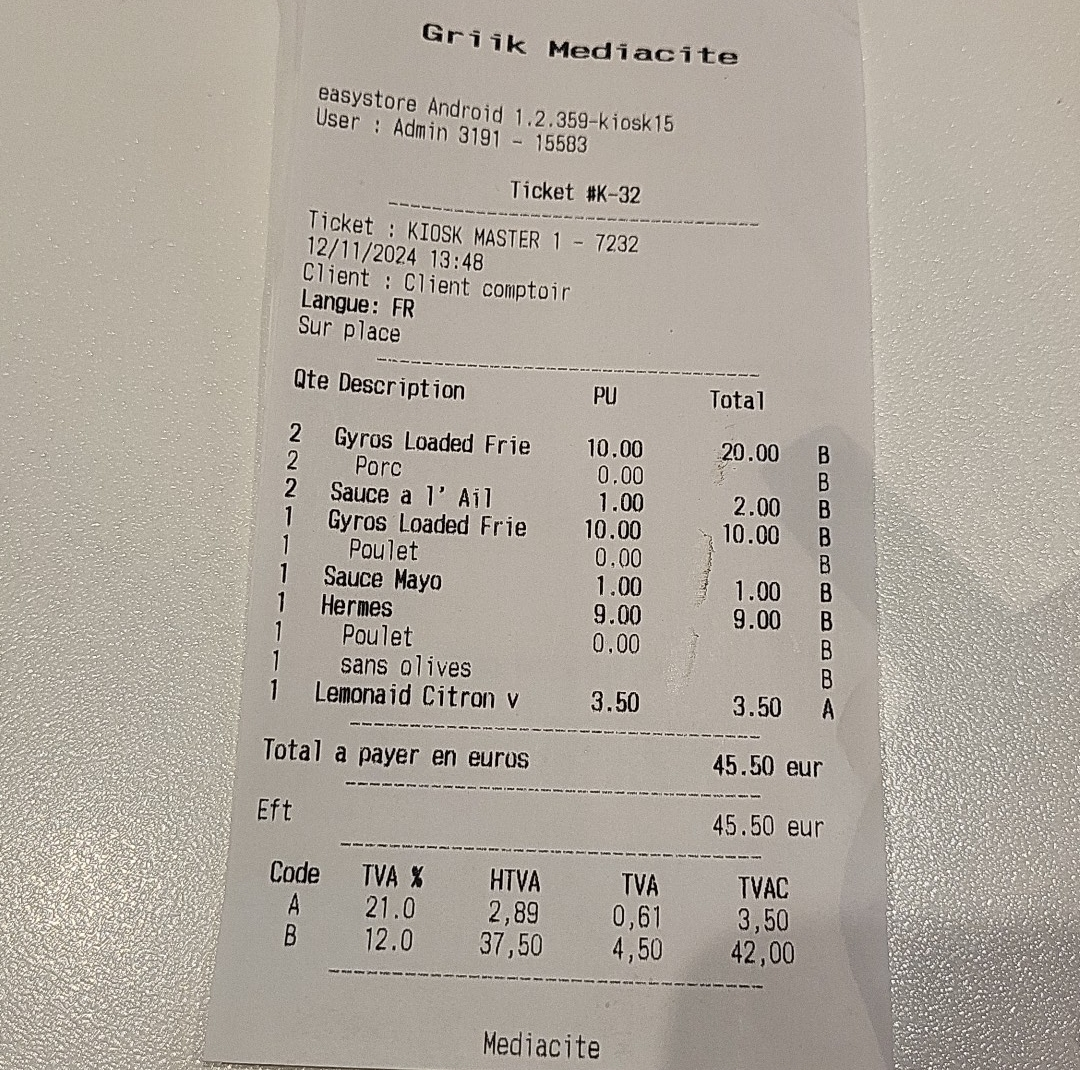 Griik Mediacite
easystore Android 1.2.359-kiosk15
User : Admin 3191 - 15583
Ticket #K-32
Ticket : KIOSK MASTER 1 - 7232
12/11/2024 13:48
Client : Client comptoir
Langue: FR
Sur place
Qte Description PU Total
2 Gyros Loaded Frie 10.00 20.00 B
2 Porc 0.00 B
2 Sauce a l' Ail 1.00 2.00 B
1 Gyros Loaded Frie 10.00 10.00 B
1 Poulet 0.00 B
1 Sauce Mayo 1.00 1.00 B
1 Hermes 9.00 9.00 B
1 Poulet 0.00 B
1 sans olives B
1 Lemonaid Citron v 3.50 3.50 A
Total a payer en euros 45.50 eur
Eft 45.50 eur
Code TVA % HTVA TVA TVAC
A 21.0 2,89 0,61 3,50
B 12.0 37,50 4,50 42,00
Mediacite